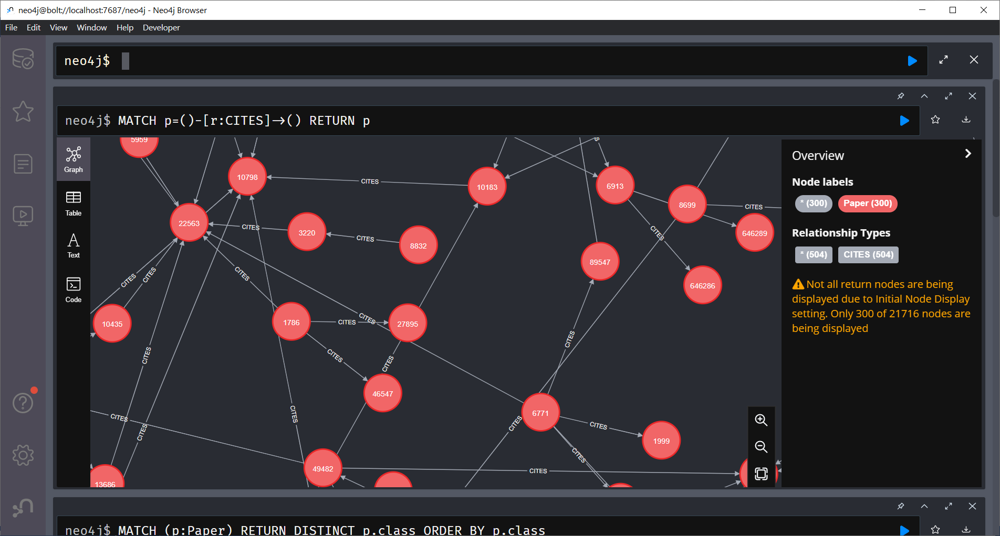 neo4j@bolt://localhost:7687/neo4j - Neo4j Browser
File Edit View Window Help Developer
neo4j$
neo4j$ MATCH p=()-[r:CITES]->() RETURN p
Graph
Table
Text
Code
5959
10798
CITES
10183
6913
8699
CITES
22563
CITES
3220
CITES
8832
646289
CITES
89547
646286
CITES
CITES
CITES
10435
1786
CITES
CITES
27895
CITES
CITES
CITES
CITES
46547
6771
CITES
CITES
CITES
CITES
CITES
1999
CITES
49482
CITES
13686
Overview
Node labels
* (300) Paper (300)
Relationship Types
* (504) CITES (504)
Not all return nodes are being
displayed due to Initial Node Display
setting. Only 300 of 21716 nodes are
being displayed
neo4j$ MATCH (p:Paper) RETURN DISTINCT p.class ORDER BY p.class